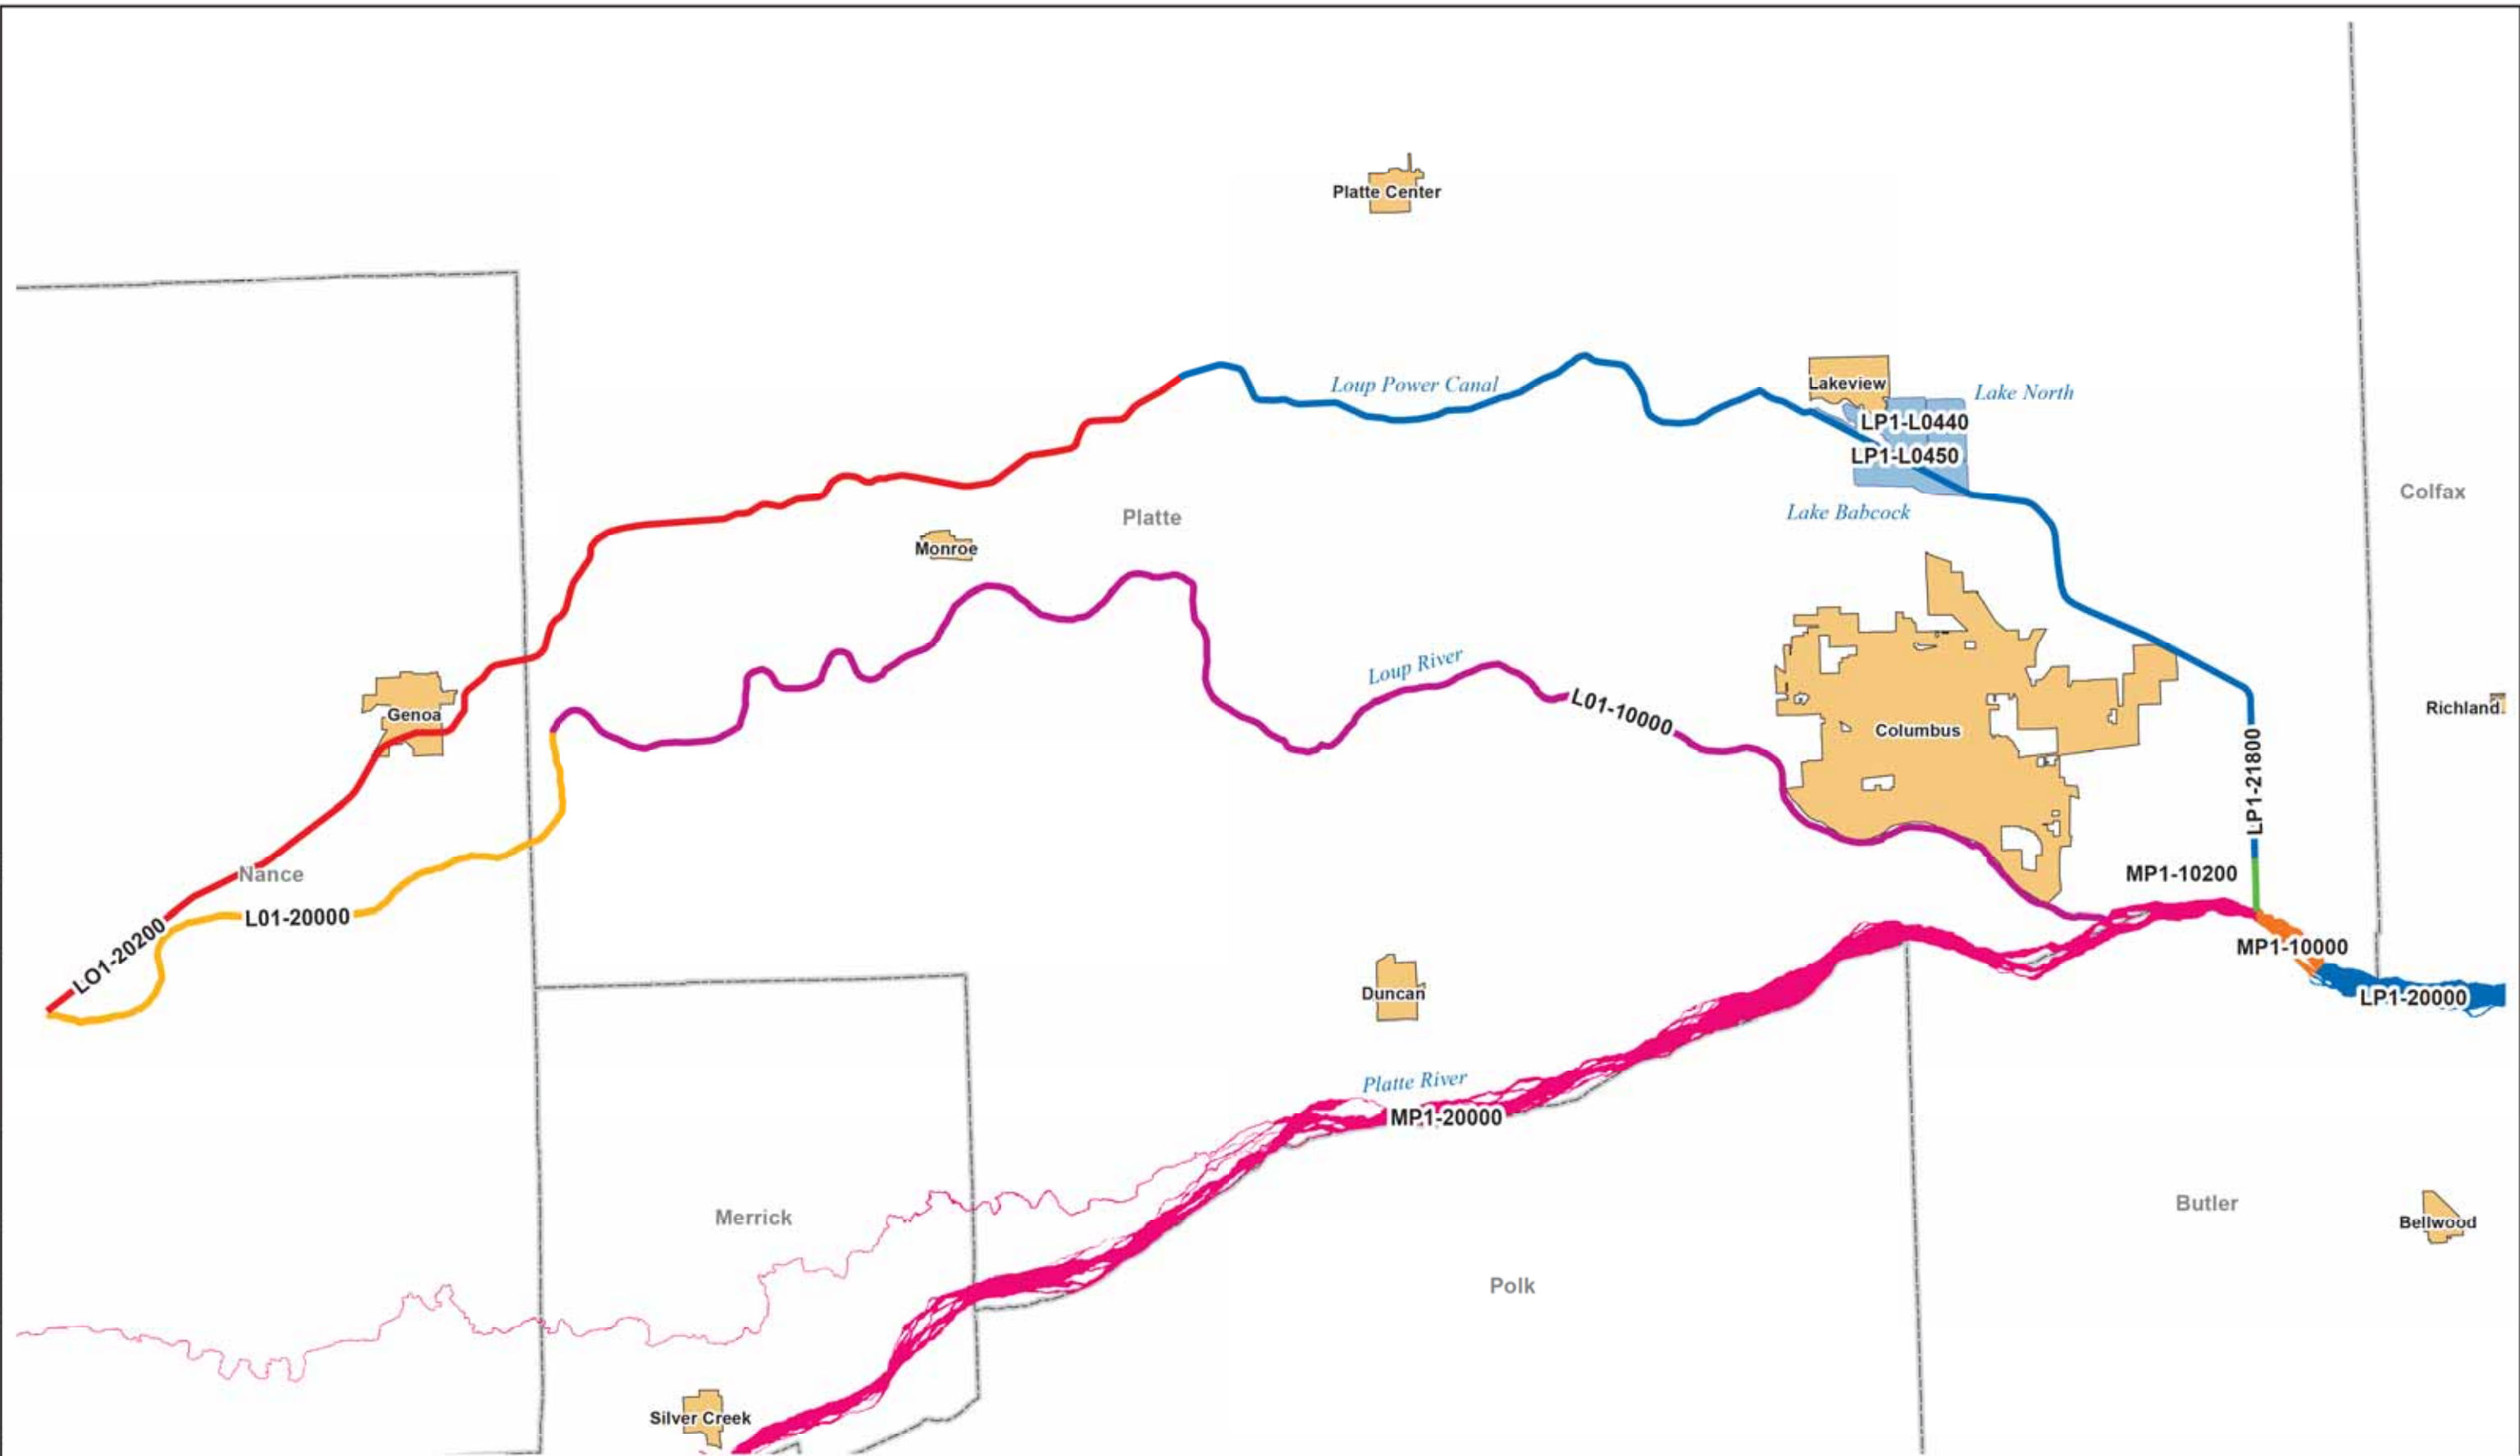 Platte Center
Loup Power Canal
Lakeview
Lake North
LP1-L0440
LP1-L0450
Colfax
Lake Babcock
Platte
Monroe
Loup River
L01-10000
Genoa
Columbus
Richland
LP1-21800
Nance
MP1-10200
L01-20000
LO1-20200
MP1-10000
Duncan
LP1-20000
Platte River
MP1-20000
Merrick
Butler
Bellwood
Polk
Silver Creek